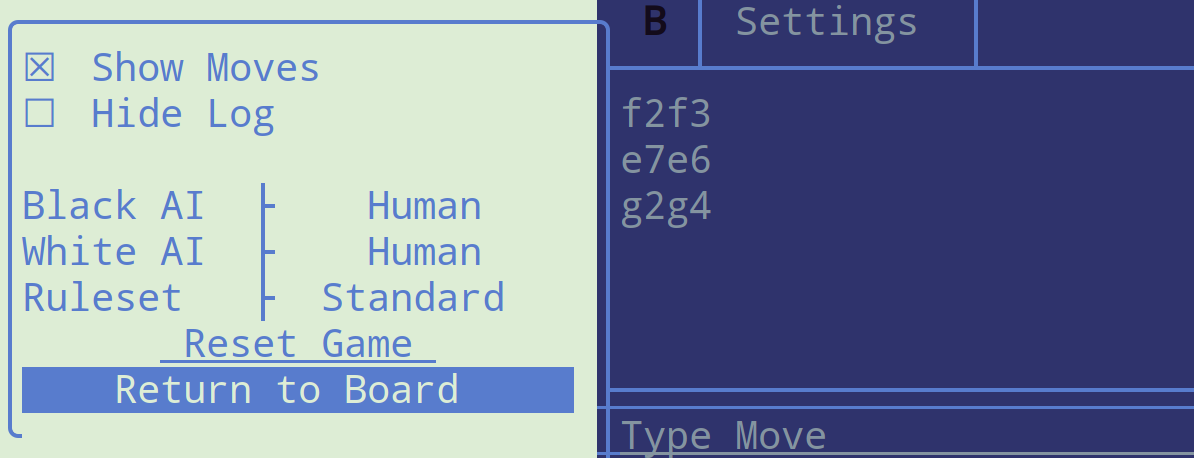 ☒ Show Moves
☐ Hide Log
Black AI Human
White AI Human
Ruleset Standard
Reset Game
Return to Board
B Settings
f2f3
e7e6
g2g4
Type Move